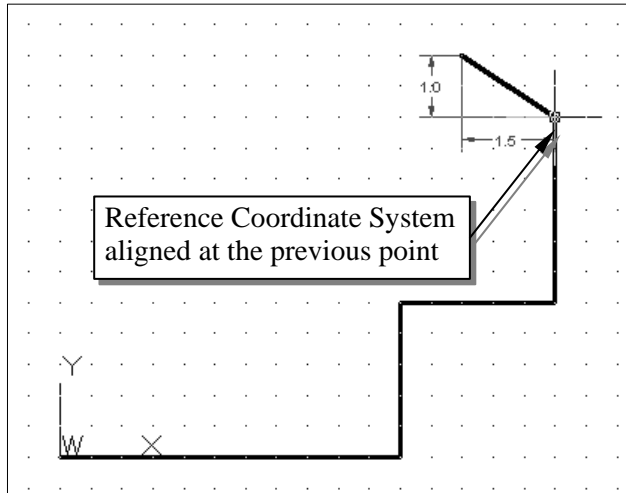 1.0
1.5
Reference Coordinate System
aligned at the previous point
Y
W X